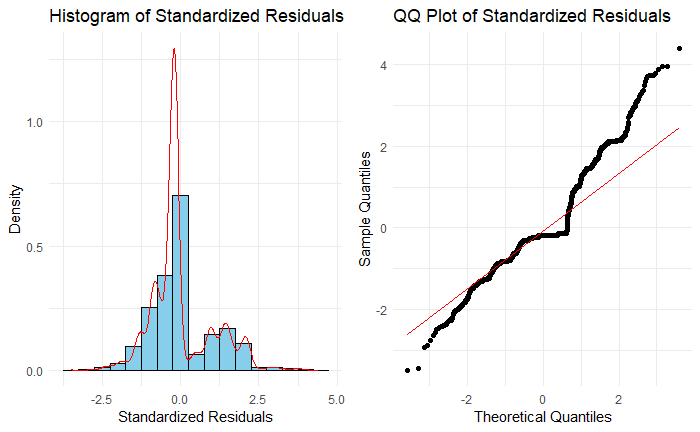 Histogram of Standardized Residuals
Density
1.0
0.5
0.0
-2.5
0.0
2.5
5.0
Standardized Residuals
QQ Plot of Standardized Residuals
Sample Quantiles
4
2
0
-2
-2
0
2
Theoretical Quantiles